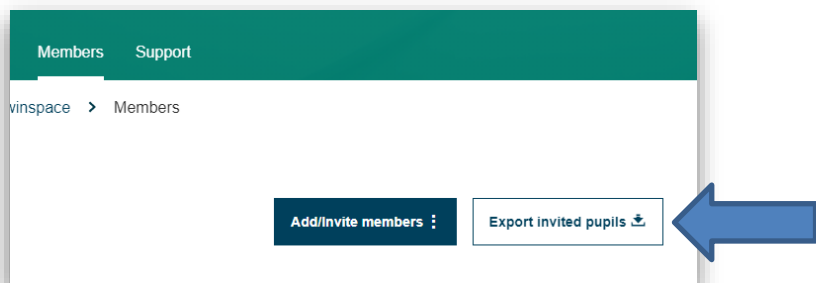 Members Support
winspace > Members
Add/Invite members
Export invited pupils